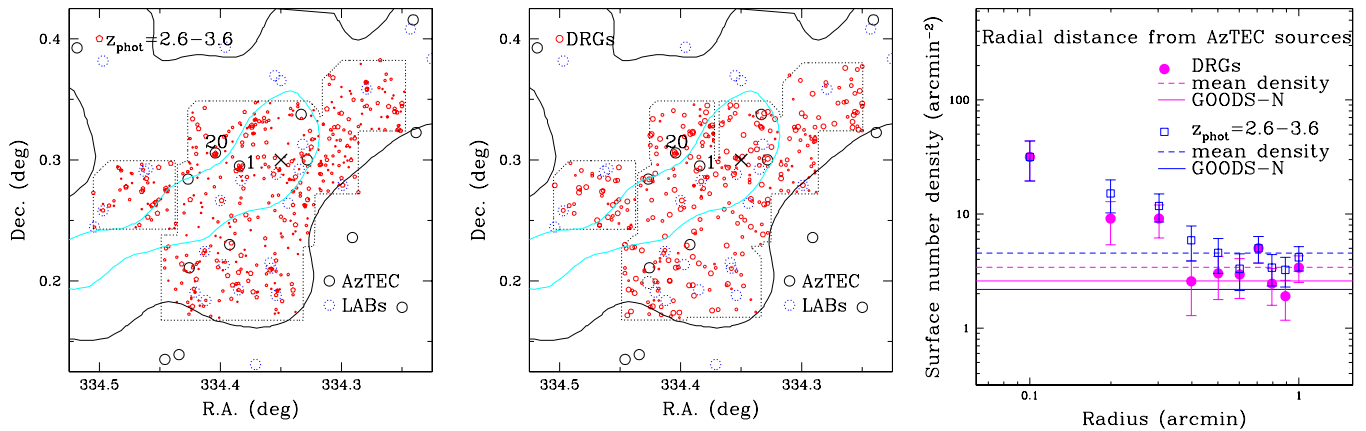 z_phot=2.6−3.6
20
1
AzTEC
LABs
0.4
0.3
0.2
334.5
334.4
334.3
Dec. (deg)
R.A. (deg)
DRGs
20
1
AzTEC
LABs
0.4
0.3
0.2
334.5
334.4
334.3
Dec. (deg)
R.A. (deg)
Radial distance from AzTEC sources
DRGs
mean density
GOODS−N
z_phot=2.6−3.6
mean density
GOODS−N
100
10
1
0.1
1
Surface number density (arcmin⁻²)
Radius (arcmin)